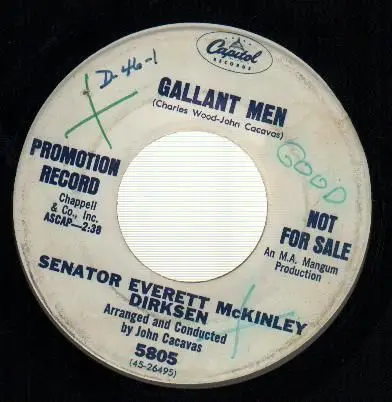 D-46-1
Capitol
RECORDS
GALLANT MEN
(Charles Wood-John Cacavas)
GOOD
PROMOTION
RECORD
Chappell
& Co., Inc.
ASCAP—2:38
NOT
FOR SALE
An M.A. Mangum
Production
SENATOR EVERETT McKINLEY
DIRKSEN
Arranged and Conducted
by John Cacavas
5805
(45-26495)